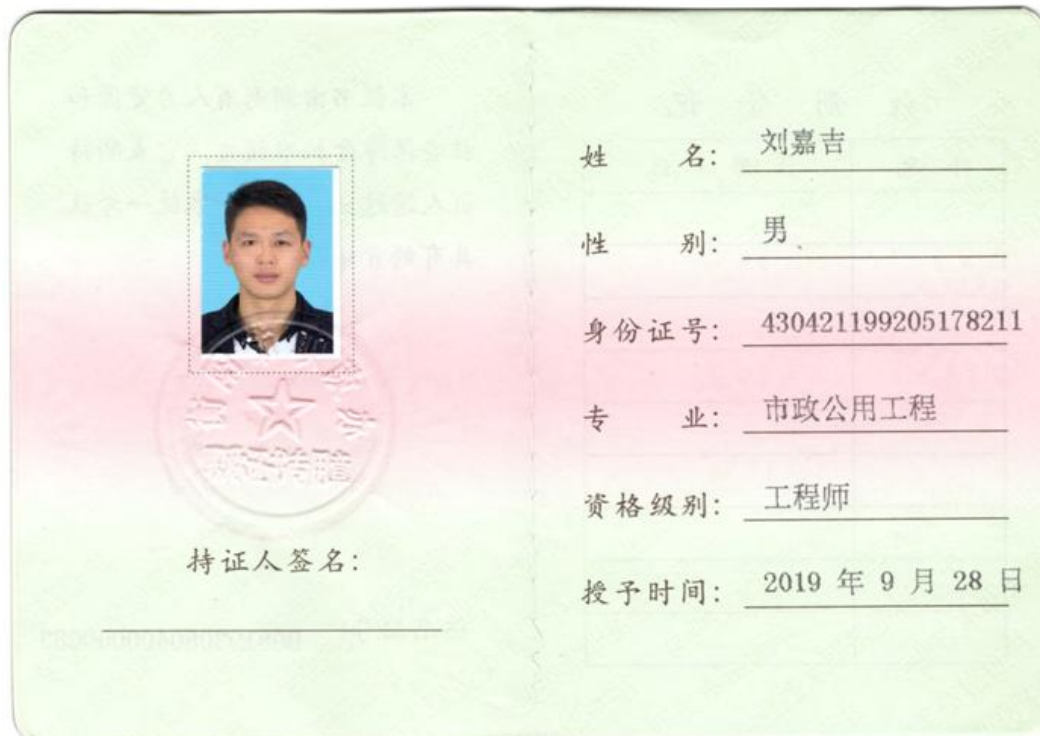 持证人签名：
姓 名： 刘嘉吉
性 别： 男
身份证号： 430421199205178211
专 业： 市政公用工程
资格级别： 工程师
授予时间： 2019 年 9 月 28 日